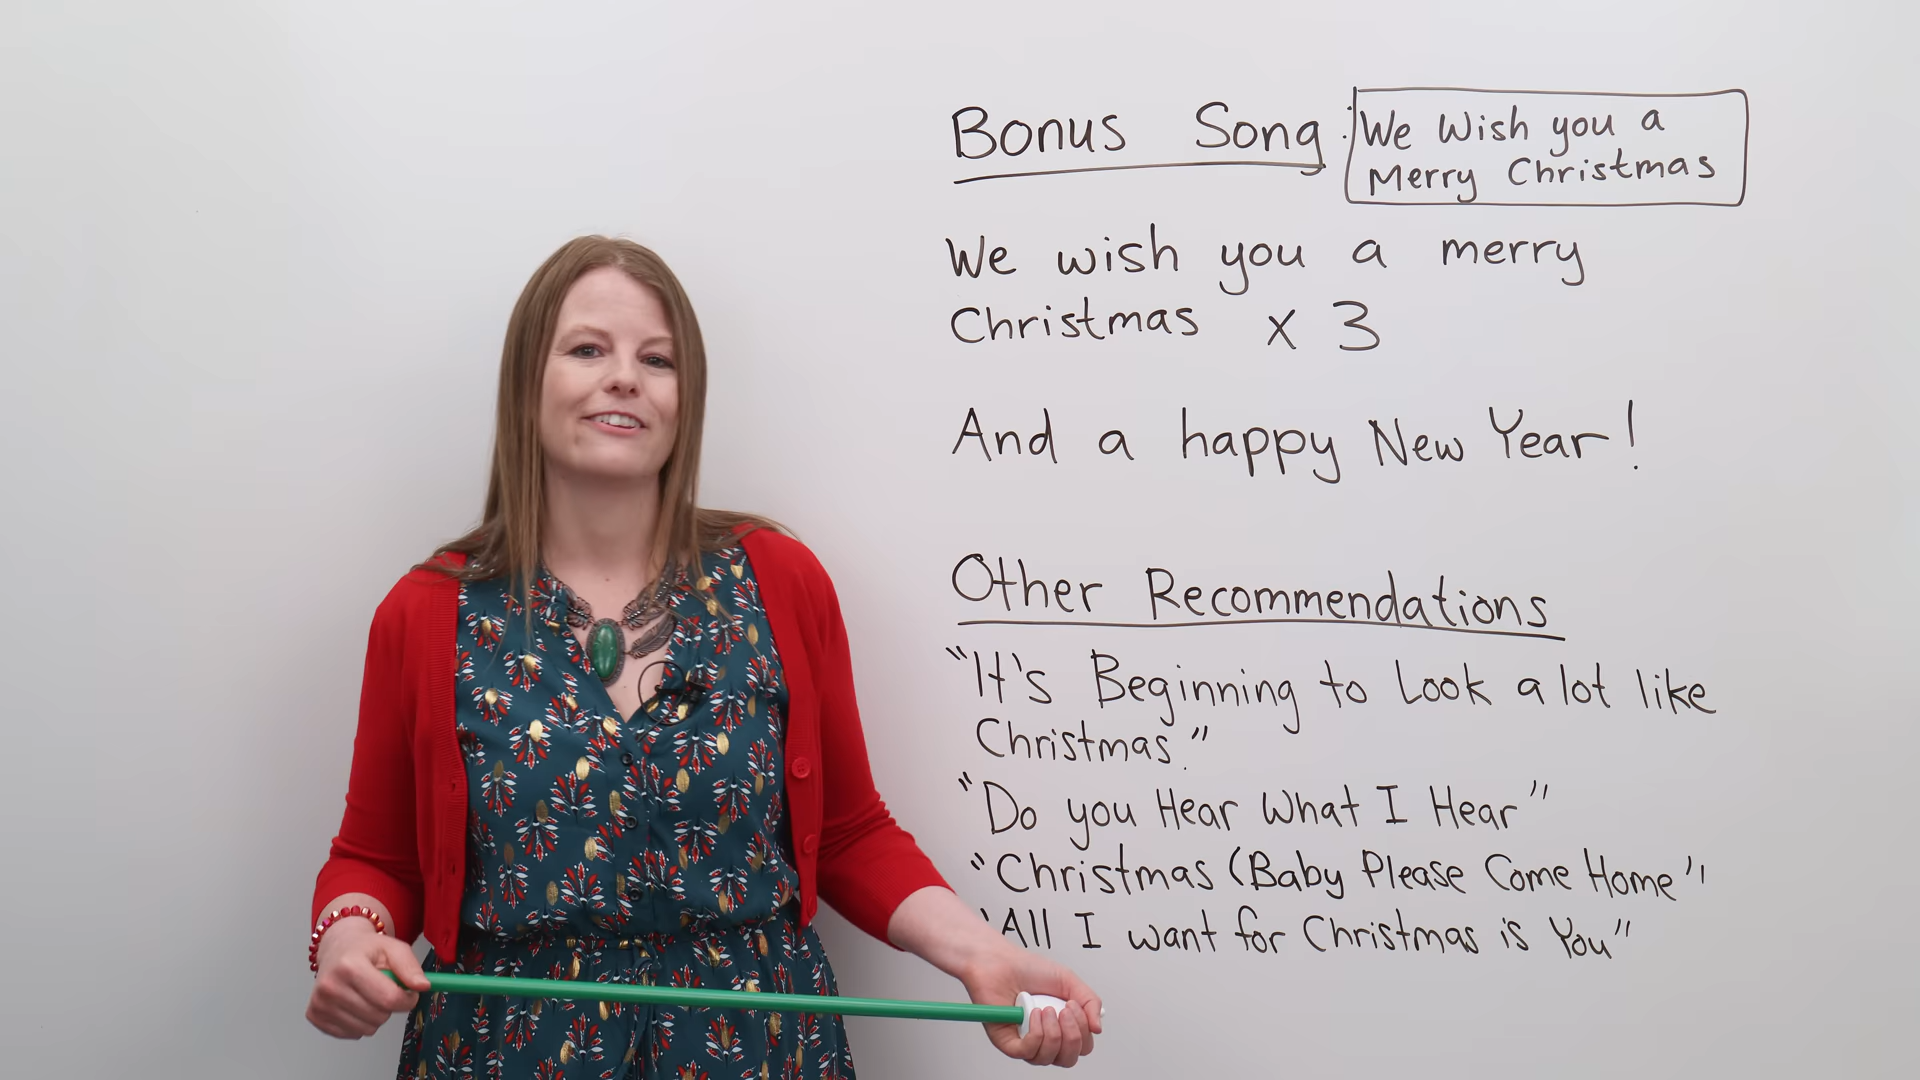 Bonus Song : We Wish you a
Merry Christmas
We wish you a merry
Christmas x 3
And a happy New Year!
Other Recommendations
"It's Beginning to Look a lot like
Christmas."
"Do you Hear What I Hear"
"Christmas (Baby Please Come Home"
"All I want for Christmas is You"